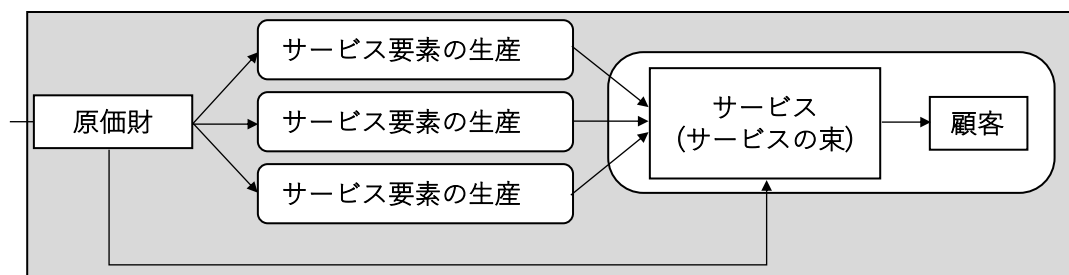 サービス要素の生産
原価財
サービス要素の生産
サービス要素の生産
サービス
(サービスの束)
顧客